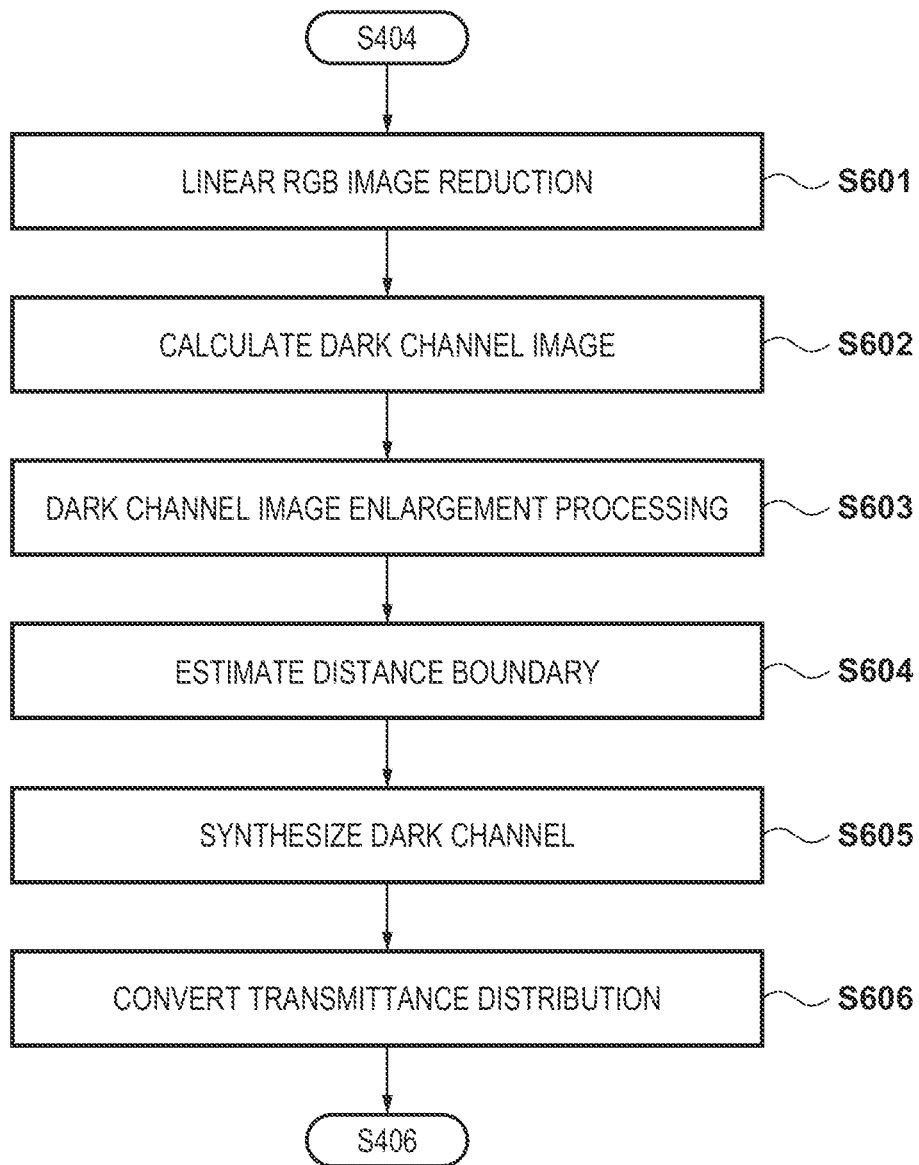 S404
LINEAR RGB IMAGE REDUCTION
S601
CALCULATE DARK CHANNEL IMAGE
S602
DARK CHANNEL IMAGE ENLARGEMENT PROCESSING
S603
ESTIMATE DISTANCE BOUNDARY
S604
SYNTHESIZE DARK CHANNEL
S605
CONVERT TRANSMITTANCE DISTRIBUTION
S606
S406